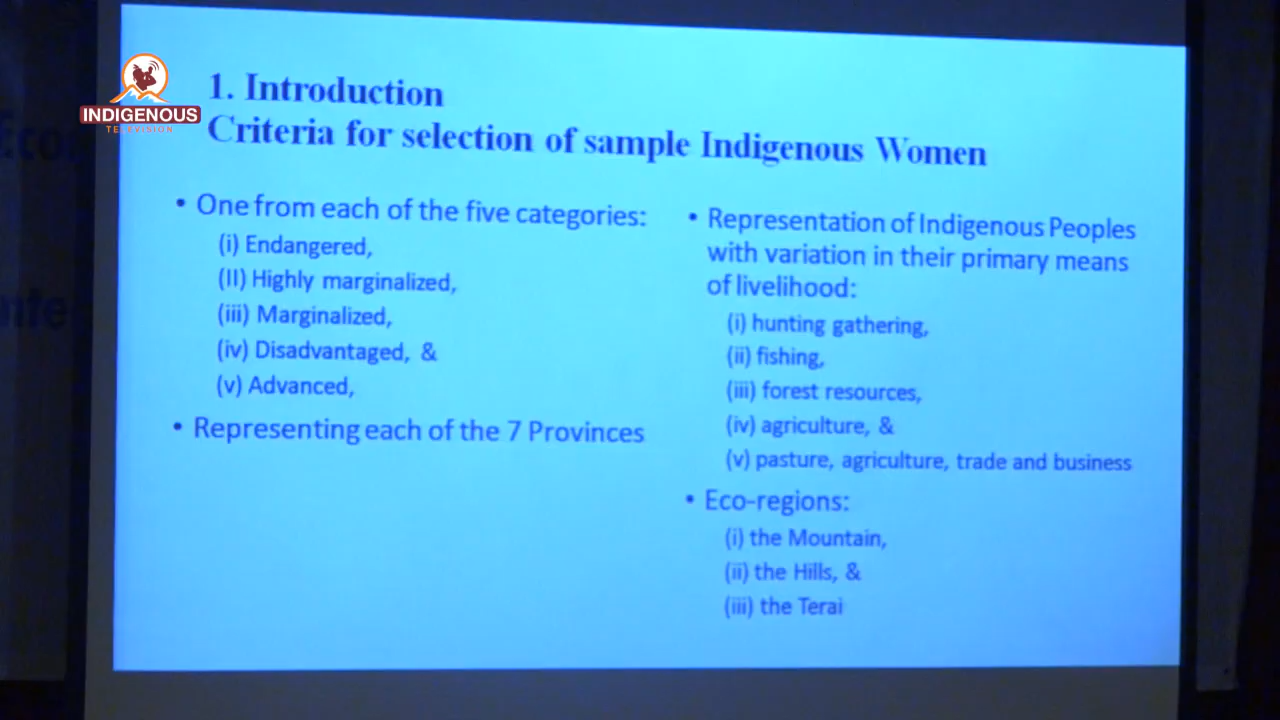 INDIGENOUS
TELEVISION
1. Introduction
Criteria for selection of sample Indigenous Women
• One from each of the five categories:
(i) Endangered,
(II) Highly marginalized,
(iii) Marginalized,
(iv) Disadvantaged, &
(v) Advanced,
• Representing each of the 7 Provinces
• Representation of Indigenous Peoples
with variation in their primary means
of livelihood:
(i) hunting gathering,
(ii) fishing,
(iii) forest resources,
(iv) agriculture, &
(v) pasture, agriculture, trade and business
• Eco-regions:
(i) the Mountain,
(ii) the Hills, &
(iii) the Terai